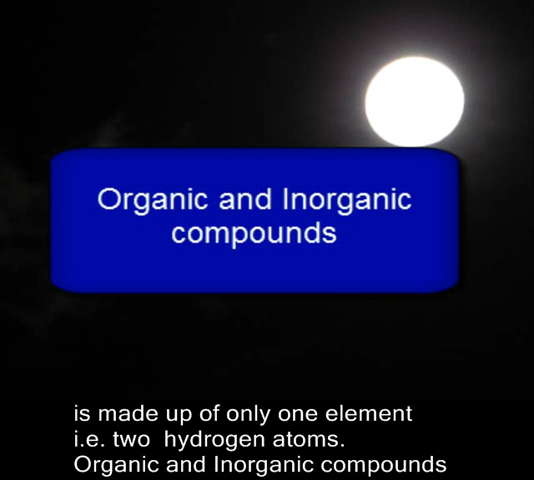 Organic and Inorganic
compounds
is made up of only one element
i.e. two  hydrogen atoms.
Organic and Inorganic compounds